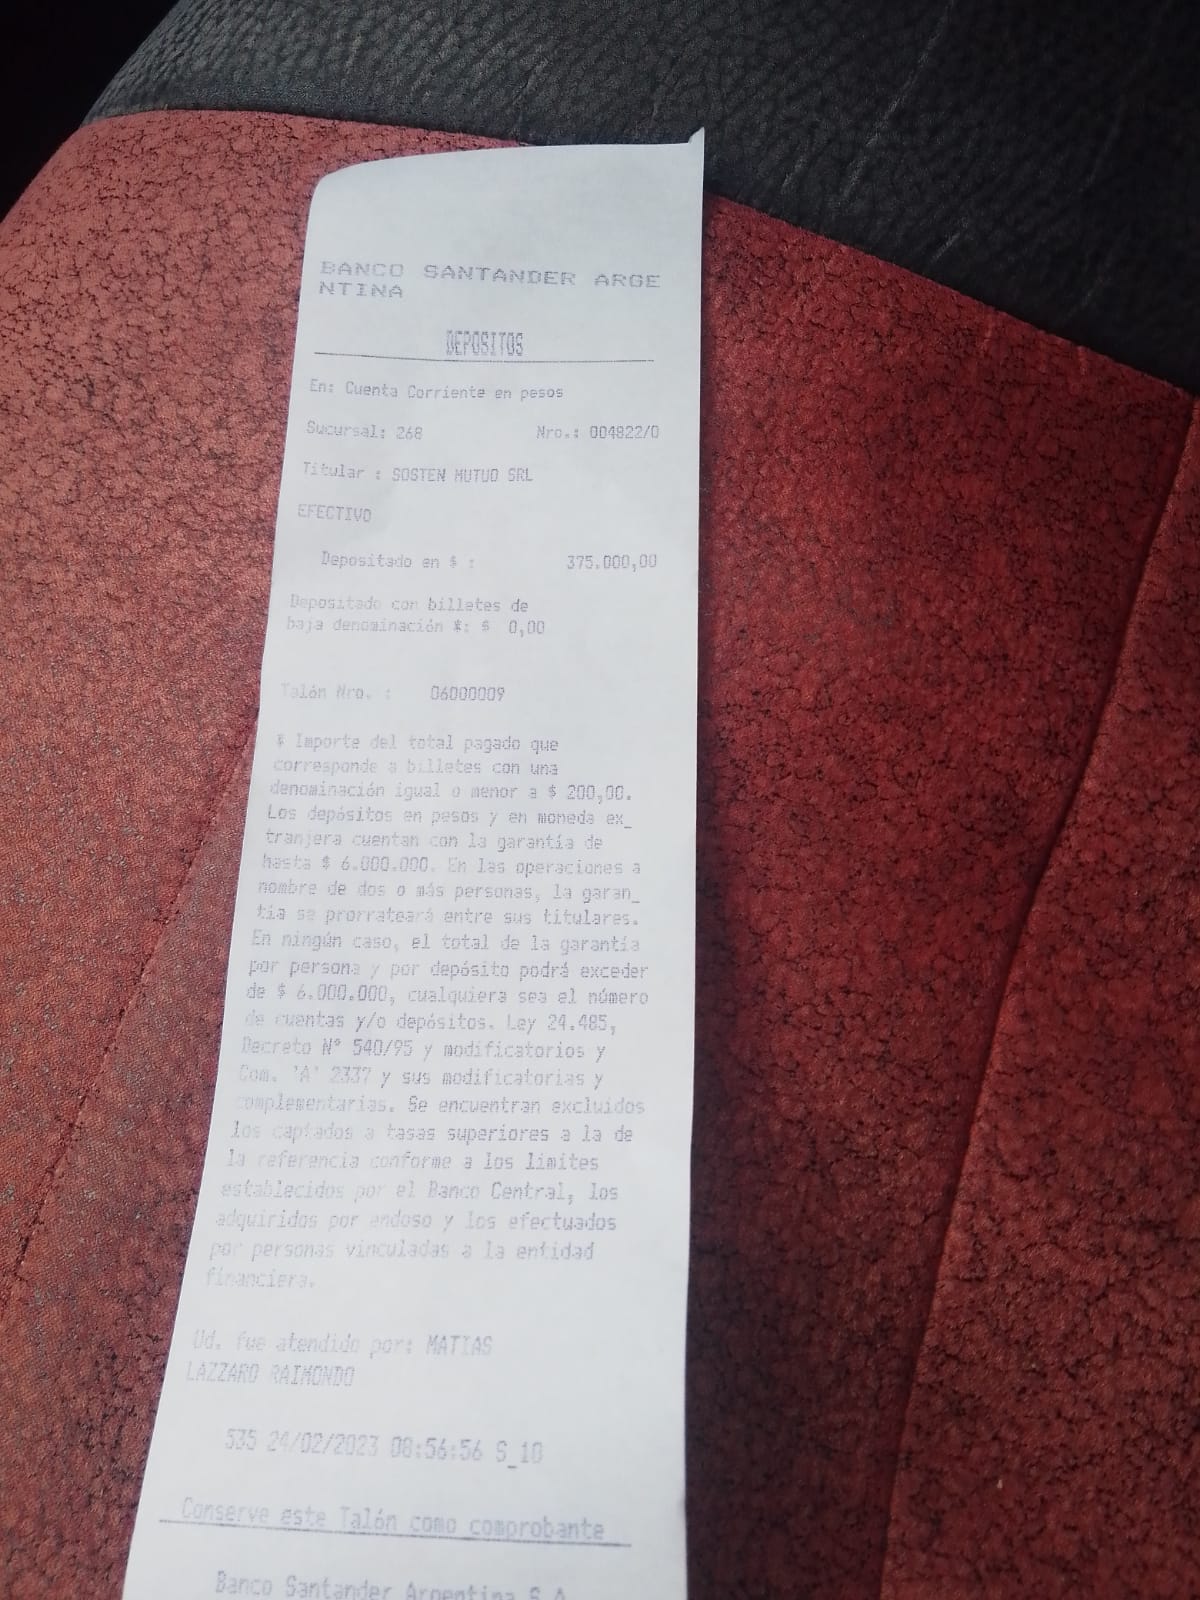 BANCO SANTANDER ARGE
NTINA
DEPOSITOS
En: Cuenta Corriente en pesos
Sucursal: 268 Nro.: 004822/0
Titular : SOSTEN MUTUO SRL
EFECTIVO
Depositado en $ : 375.000,00
Depositado con billetes de
baja denominación *: $ 0,00
Talón Nro. : 06000009
* Importe del total pagado que
corresponde a billetes con una
denominación igual o menor a $ 200,00.
Los depósitos en pesos y en moneda ex_
tranjera cuentan con la garantía de
hasta $ 6.000.000. En las operaciones a
nombre de dos o más personas, la garan_
tía se prorrateará entre sus titulares.
En ningún caso, el total de la garantía
por persona y por depósito podrá exceder
de $ 6.000.000, cualquiera sea el número
de cuentas y/o depósitos. Ley 24.485,
Decreto N° 540/95 y modificatorios y
Com. 'A' 2337 y sus modificatorias y
complementarias. Se encuentran excluidos
los captados a tasas superiores a la de
la referencia conforme a los limites
establecidos por el Banco Central, los
adquiridos por endoso y los efectuados
por personas vinculadas a la entidad
financiera.
Ud. fue atendido por: MATIAS
LAZZARO RAIMONDO
535 24/02/2023 08:56:56 S_10
Conserve este Talón como comprobante
Banco Santander Argentina S.A.